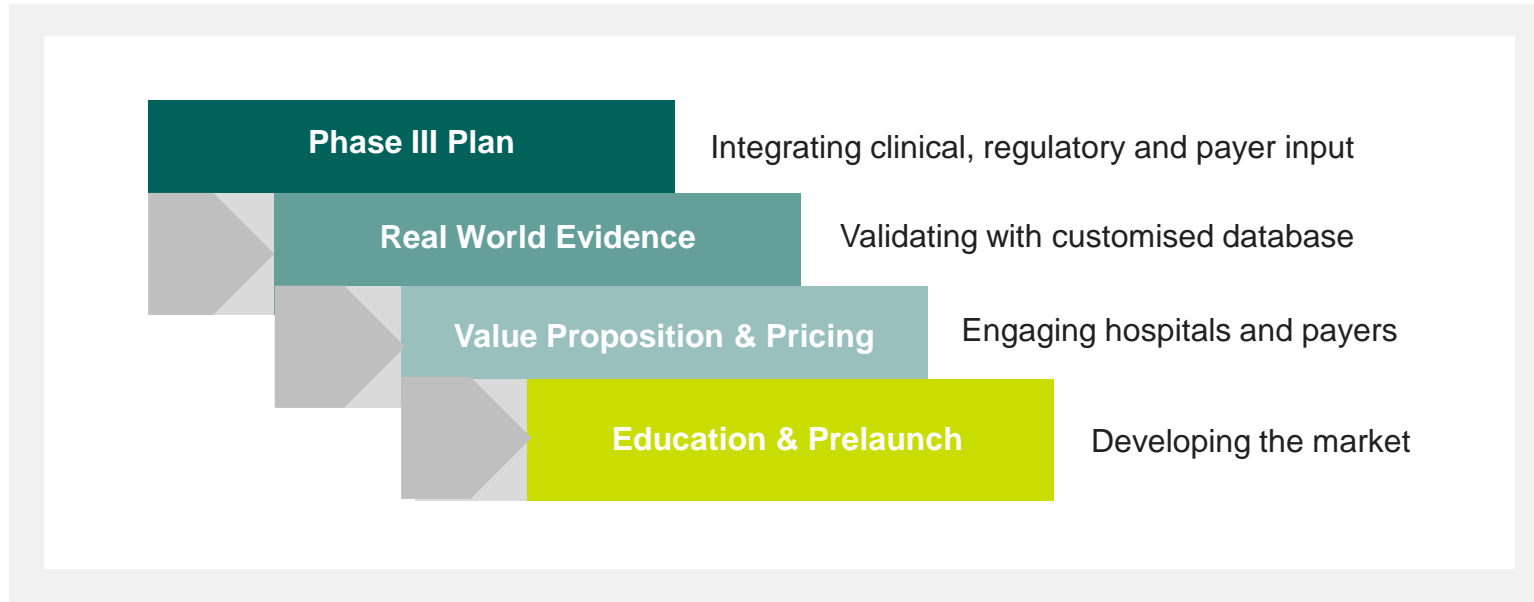 Phase III Plan
Integrating clinical, regulatory and payer input
Real World Evidence
Validating with customised database
Value Proposition & Pricing
Engaging hospitals and payers
Education & Prelaunch
Developing the market